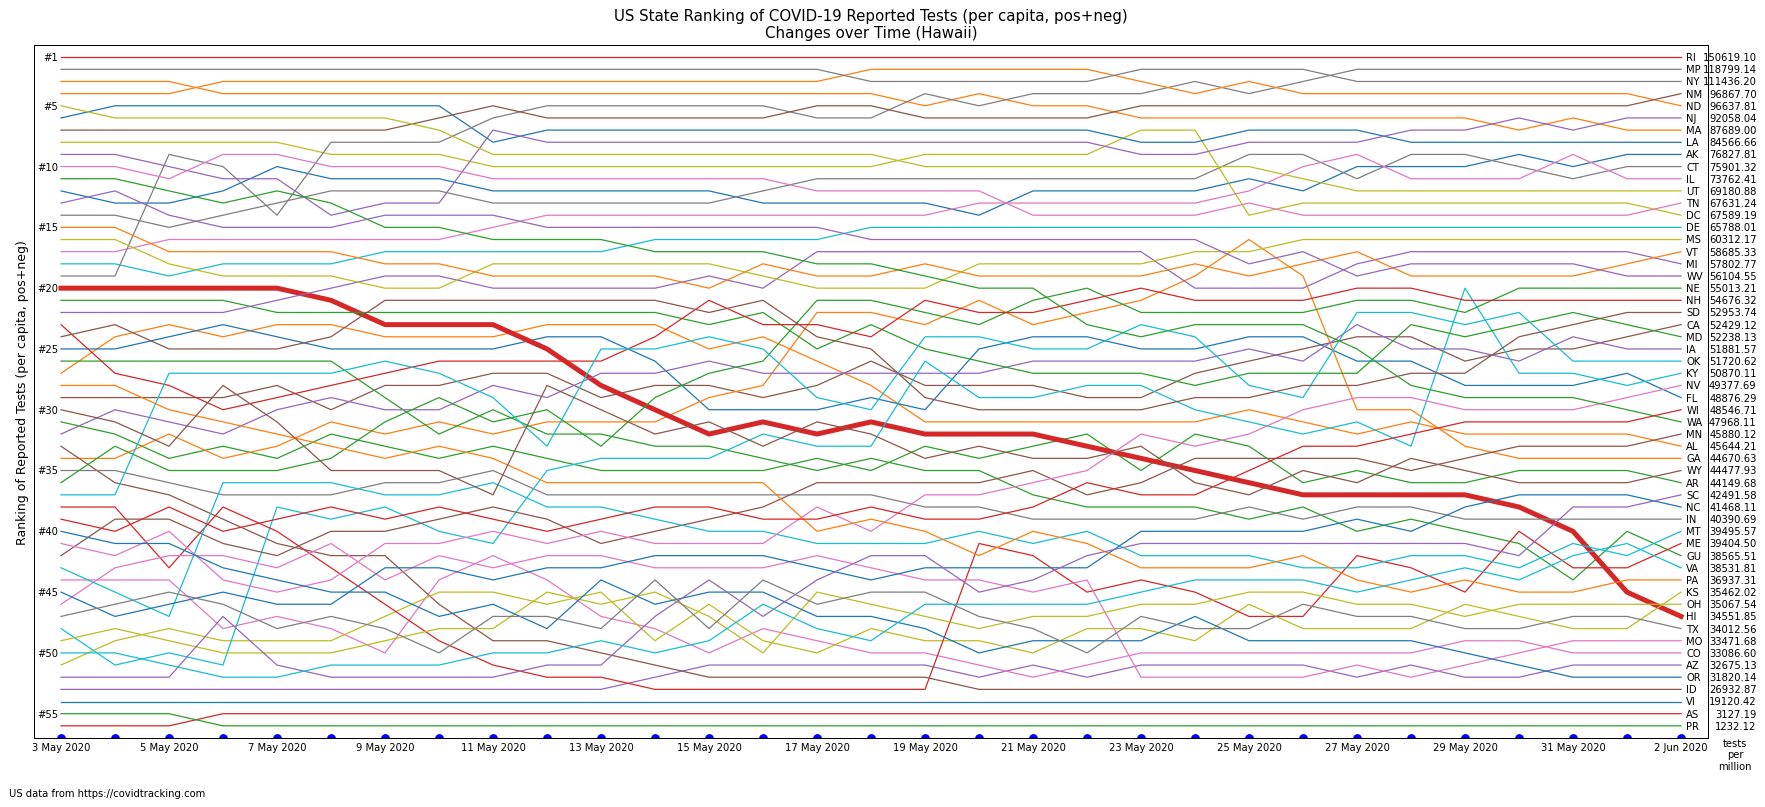 US State Ranking of COVID-19 Reported Tests (per capita, pos+neg)
Changes over Time (Hawaii)
Ranking of Reported Tests (per capita, pos+neg)
#1
#5
#10
#15
#20
#25
#30
#35
#40
#45
#50
#55
RI 150619.10
MP 118799.14
NY 111436.20
NM 96867.70
ND 96637.81
NJ 92058.04
MA 87689.00
LA 84566.66
AK 76827.81
CT 75901.32
IL 73762.41
UT 69180.88
TN 67631.24
DC 67589.19
DE 65788.01
MS 60312.17
VT 58685.33
MI 57802.77
WV 56104.55
NE 55013.21
NH 54676.32
SD 52953.74
CA 52429.12
MD 52238.13
IA 51881.57
OK 51720.62
KY 50870.11
NV 49377.69
FL 48876.29
WI 48546.71
WA 47968.11
MN 45880.12
AL 45644.21
GA 44670.63
WY 44477.93
AR 44149.68
SC 42491.58
NC 41468.11
IN 40390.69
MT 39495.57
ME 39404.50
GU 38565.51
VA 38531.81
PA 36937.31
KS 35462.02
OH 35067.54
HI 34551.85
TX 34012.56
MO 33471.68
CO 33086.60
AZ 32675.13
OR 31820.14
ID 26932.87
VI 19120.42
AS 3127.19
PR 1232.12
3 May 2020 5 May 2020 7 May 2020 9 May 2020 11 May 2020 13 May 2020 15 May 2020 17 May 2020 19 May 2020 21 May 2020 23 May 2020 25 May 2020 27 May 2020 29 May 2020 31 May 2020 2 Jun 2020
tests
per
million
US data from https://covidtracking.com